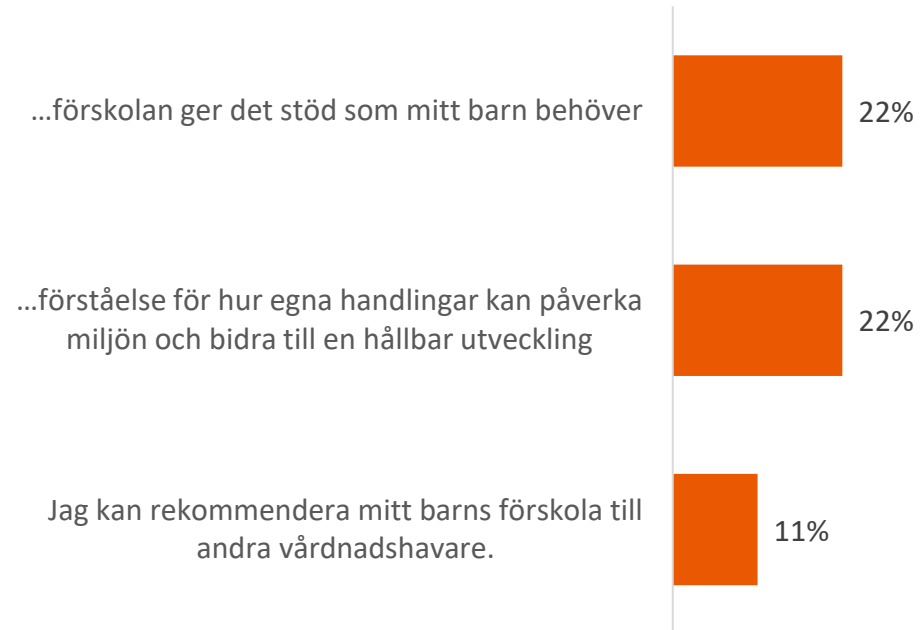 …förskolan ger det stöd som mitt barn behöver
22%
…förståelse för hur egna handlingar kan påverka
miljön och bidra till en hållbar utveckling
22%
Jag kan rekommendera mitt barns förskola till
andra vårdnadshavare.
11%